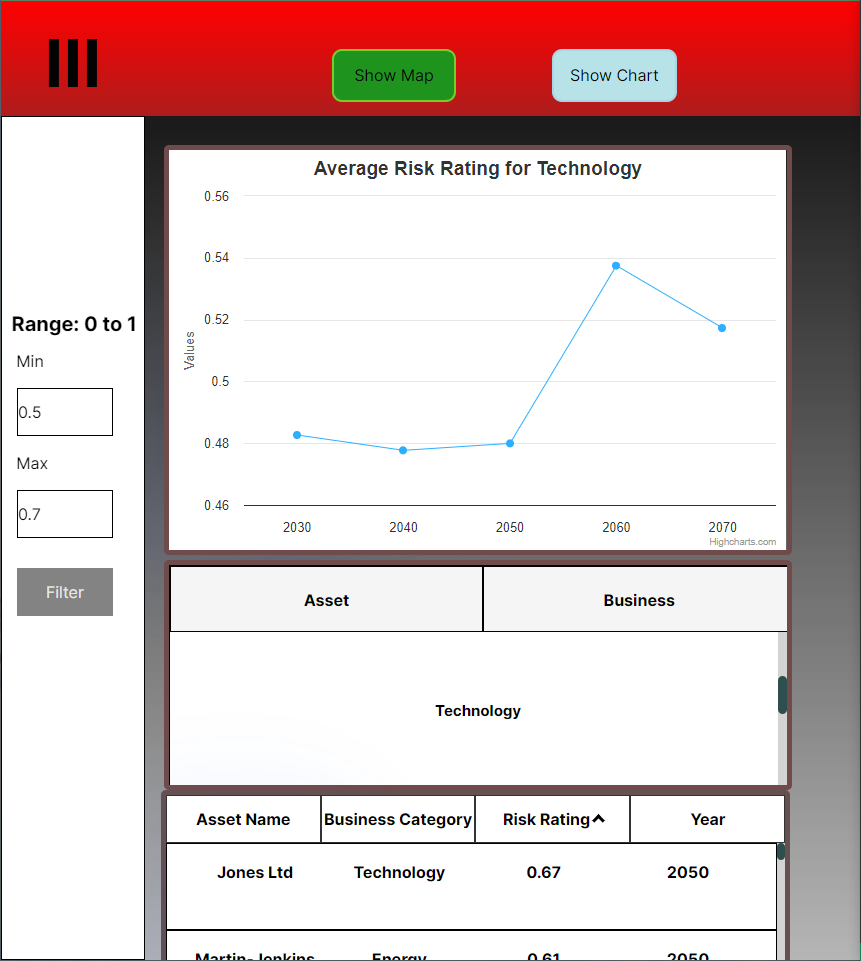 Show Map
Show Chart
Range: 0 to 1
Min
0.5
Max
0.7
Filter
Average Risk Rating for Technology
Values
0.56
0.54
0.52
0.5
0.48
0.46
2030 2040 2050 2060 2070
Highcharts.com
Asset Business
Technology
Asset Name Business Category Risk Rating Year
Jones Ltd Technology 0.67 2050
Martin-Jenkins Energy 0.61 2050